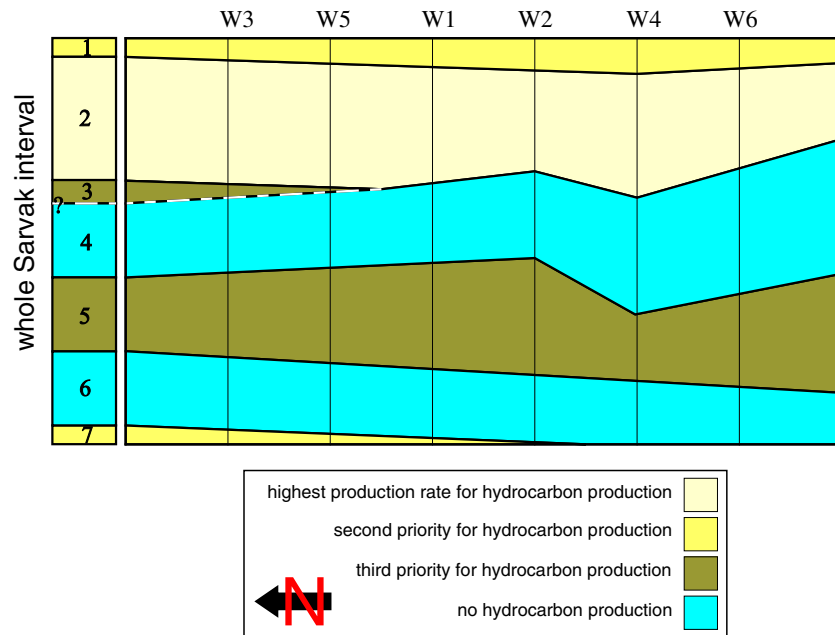 W3 W5 W1 W2 W4 W6
whole Sarvak interval
1
2
3
?
4
5
6
7
highest production rate for hydrocarbon production
second priority for hydrocarbon production
third priority for hydrocarbon production
no hydrocarbon production
N